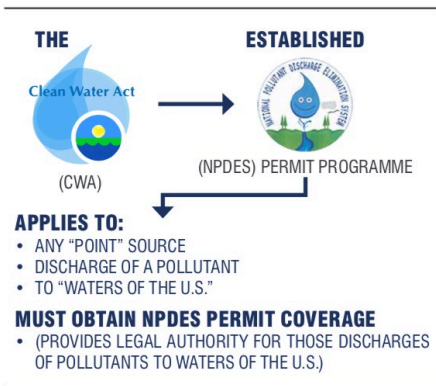 THE
ESTABLISHED
Clean Water Act
NATIONAL POLLUTANT DISCHARGE ELIMINATION SYSTEM
(CWA)
(NPDES) PERMIT PROGRAMME
APPLIES TO:
• ANY “POINT” SOURCE
• DISCHARGE OF A POLLUTANT
• TO “WATERS OF THE U.S.”
MUST OBTAIN NPDES PERMIT COVERAGE
• (PROVIDES LEGAL AUTHORITY FOR THOSE DISCHARGES
OF POLLUTANTS TO WATERS OF THE U.S.)